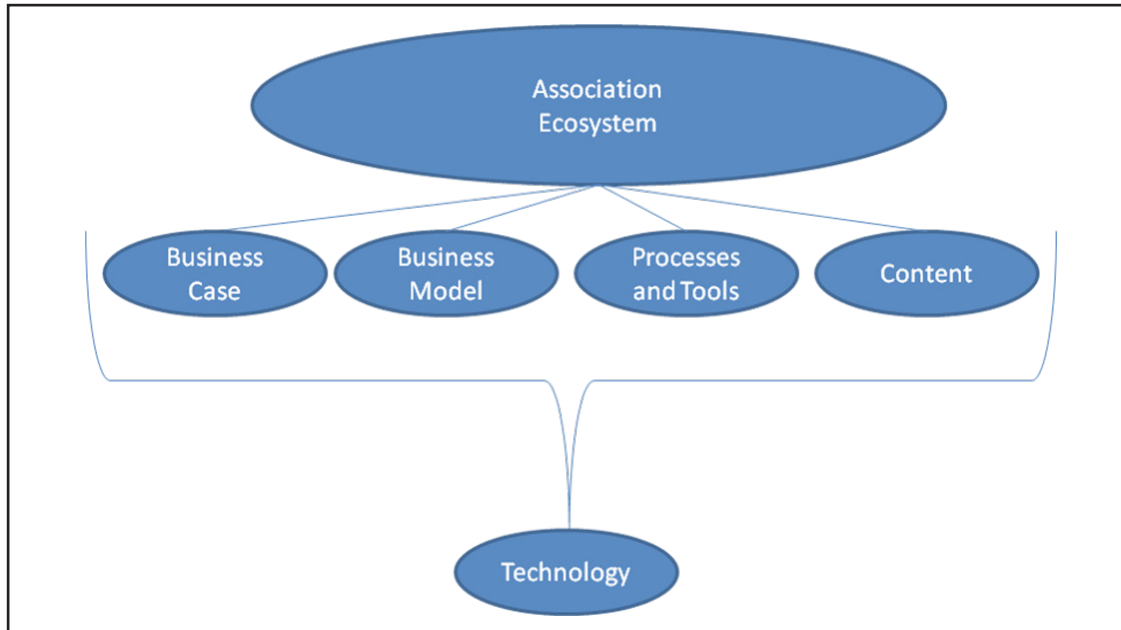 Association
Ecosystem
Business
Case
Business
Model
Processes
and Tools
Content
Technology